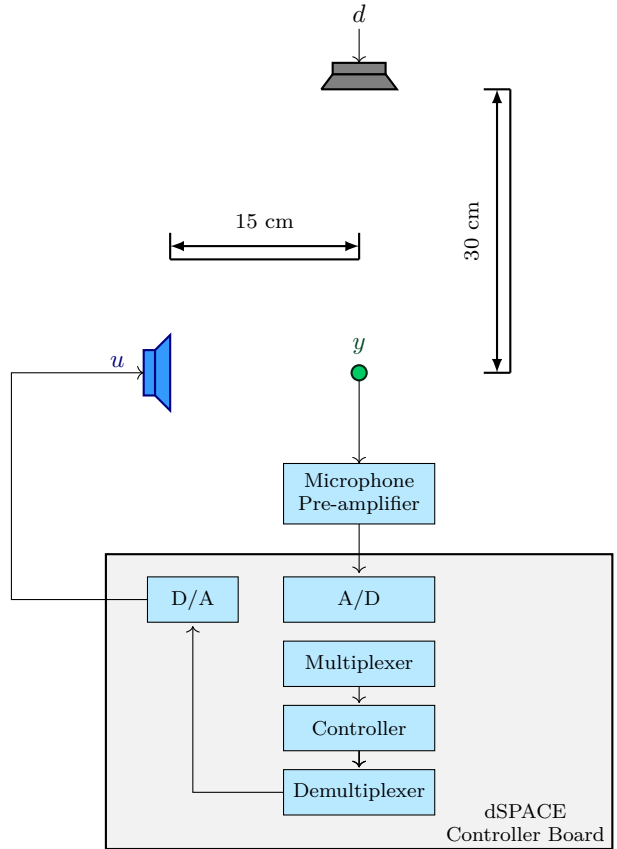 d
15 cm
30 cm
u
y
Microphone
Pre-amplifier
D/A
A/D
Multiplexer
Controller
Demultiplexer
dSPACE
Controller Board